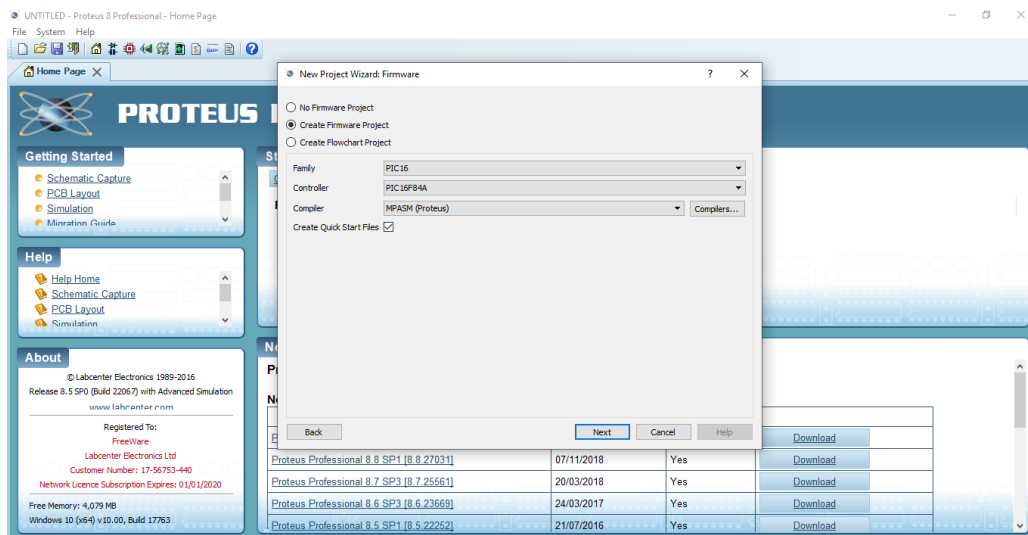 UNTITLED - Proteus 8 Professional - Home Page
File System Help
Home Page
PROTEUS
Getting Started
Schematic Capture
PCB Layout
Simulation
Migration Guide
Help
Help Home
Schematic Capture
PCB Layout
Simulation
About
© Labcenter Electronics 1989-2016
Release 8.5 SP0 (Build 22067) with Advanced Simulation
www.labcenter.com
Registered To:
FreeWare
Labcenter Electronics Ltd
Customer Number: 17-56753-440
Network Licence Subscription Expires: 01/01/2020
Free Memory: 4,079 MB
Windows 10 (x64) v10.00, Build 17763
New Project Wizard: Firmware
?
No Firmware Project
Create Firmware Project
Create Flowchart Project
Family PIC16
Controller PIC16F84A
Compiler MPASM (Proteus) Compilers...
Create Quick Start Files
Back Next Cancel Help
Download
Proteus Professional 8.8 SP1 [8.8.27031] 07/11/2018 Yes Download
Proteus Professional 8.7 SP3 [8.7.25561] 20/03/2018 Yes Download
Proteus Professional 8.6 SP3 [8.6.23669] 24/03/2017 Yes Download
Proteus Professional 8.5 SP1 [8.5.22252] 21/07/2016 Yes Download